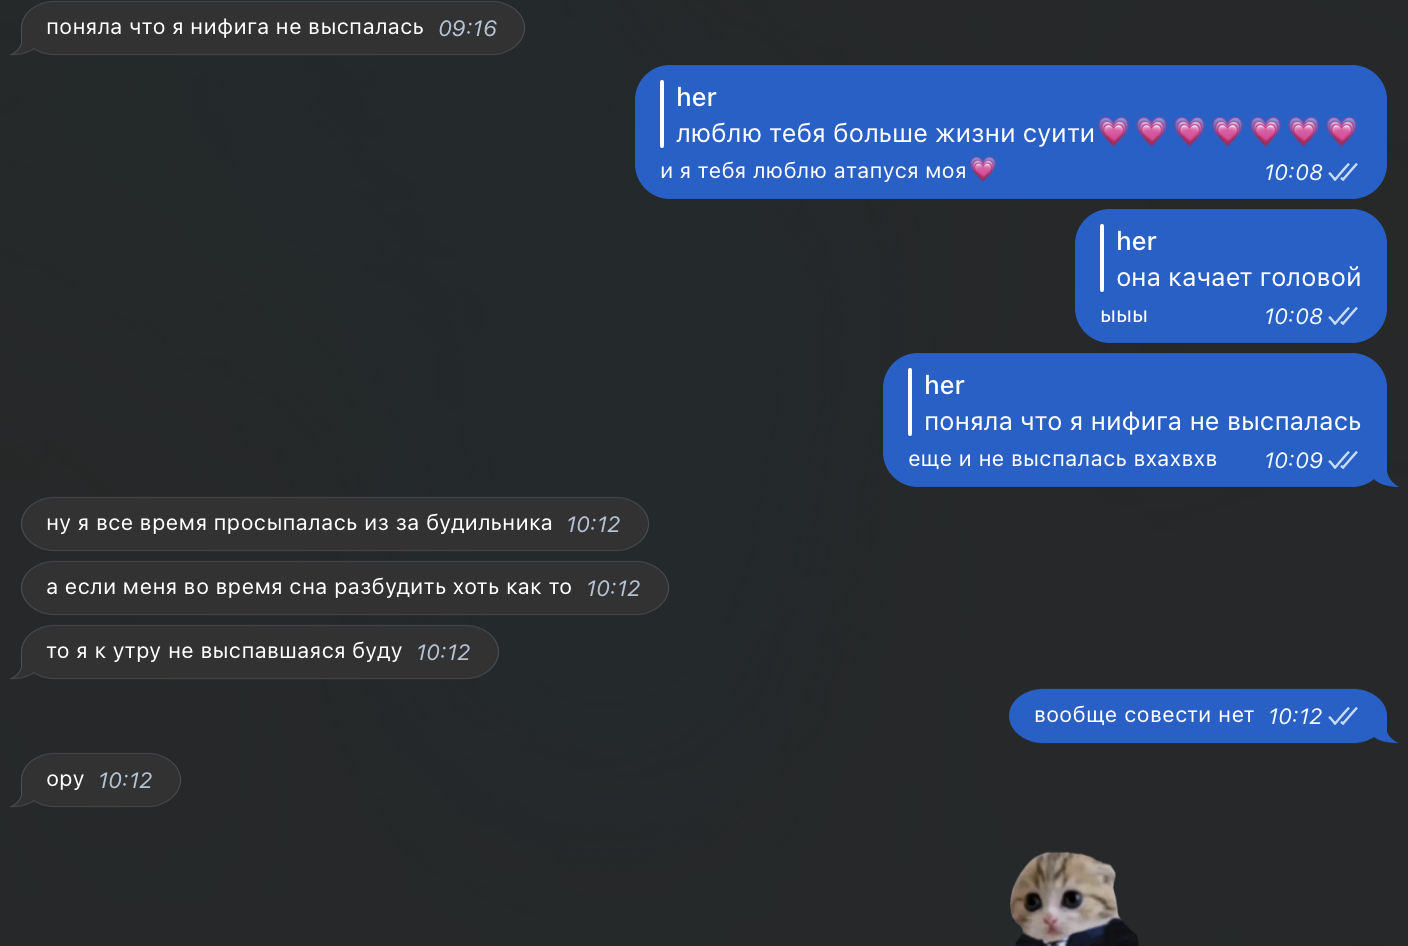 поняла что я нифига не выспалась 09:16
her
люблю тебя больше жизни суити💗💗💗💗💗💗💗
и я тебя люблю атапуся моя💗 10:08
her
она качает головой
ыыы 10:08
her
поняла что я нифига не выспалась
еще и не выспалась вхахвхв 10:09
ну я все время просыпалась из за будильника 10:12
а если меня во время сна разбудить хоть как то 10:12
то я к утру не выспавшаяся буду 10:12
вообще совести нет 10:12
ору 10:12